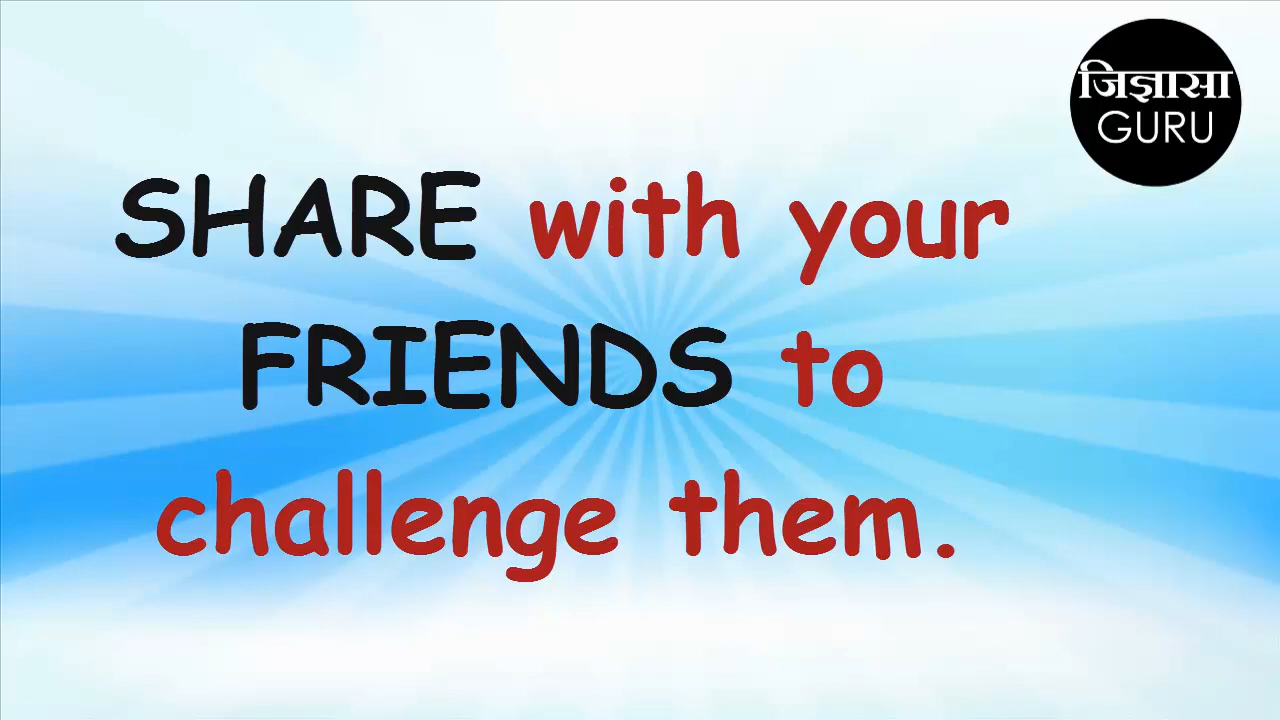 जिज्ञासा
GURU
SHARE with your
FRIENDS to
challenge them.